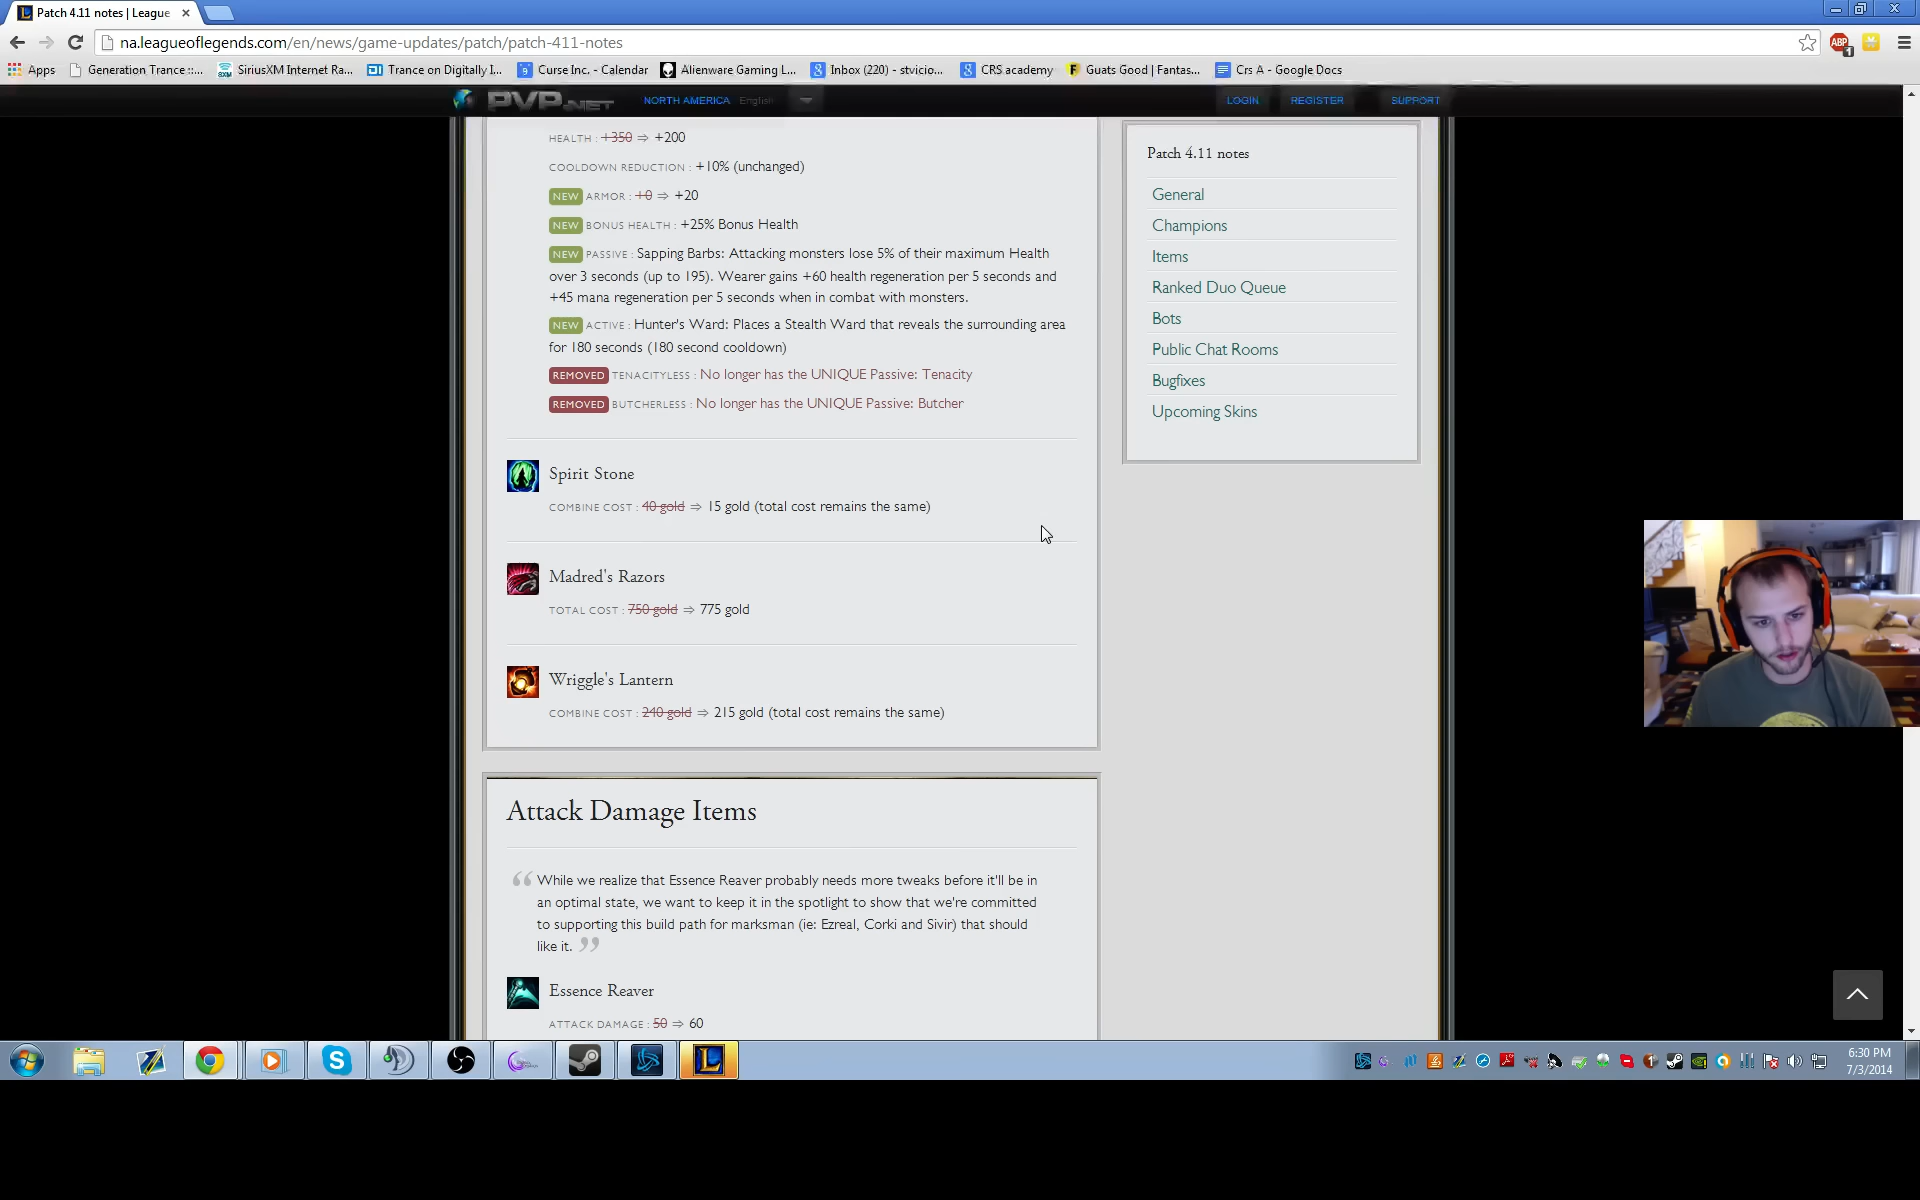 Patch 4.11 notes | League
na.leagueoflegends.com/en/news/game-updates/patch/patch-411-notes
ABP
1
Apps
Generation Trance ::...
SiriusXM Internet Ra...
Trance on Digitally I...
Curse Inc. - Calendar
Alienware Gaming L...
Inbox (220) - stvicio...
CRS academy
Guats Good | Fantas...
Crs A - Google Docs
PVP.NET
NORTH AMERICA English
LOGIN
REGISTER
SUPPORT
HEALTH : +350 ⇒ +200
COOLDOWN REDUCTION : +10% (unchanged)
NEW ARMOR : +0 ⇒ +20
NEW BONUS HEALTH : +25% Bonus Health
NEW PASSIVE : Sapping Barbs: Attacking monsters lose 5% of their maximum Health
over 3 seconds (up to 195). Wearer gains +60 health regeneration per 5 seconds and
+45 mana regeneration per 5 seconds when in combat with monsters.
NEW ACTIVE : Hunter's Ward: Places a Stealth Ward that reveals the surrounding area
for 180 seconds (180 second cooldown)
REMOVED TENACITYLESS : No longer has the UNIQUE Passive: Tenacity
REMOVED BUTCHERLESS : No longer has the UNIQUE Passive: Butcher
Spirit Stone
COMBINE COST : 40 gold ⇒ 15 gold (total cost remains the same)
Madred's Razors
TOTAL COST : 750 gold ⇒ 775 gold
Wriggle's Lantern
COMBINE COST : 240 gold ⇒ 215 gold (total cost remains the same)
Attack Damage Items
“ While we realize that Essence Reaver probably needs more tweaks before it'll be in
an optimal state, we want to keep it in the spotlight to show that we're committed
to supporting this build path for marksman (ie: Ezreal, Corki and Sivir) that should
like it. ”
Essence Reaver
ATTACK DAMAGE : 50 ⇒ 60
Patch 4.11 notes
General
Champions
Items
Ranked Duo Queue
Bots
Public Chat Rooms
Bugfixes
Upcoming Skins
6:30 PM
7/3/2014